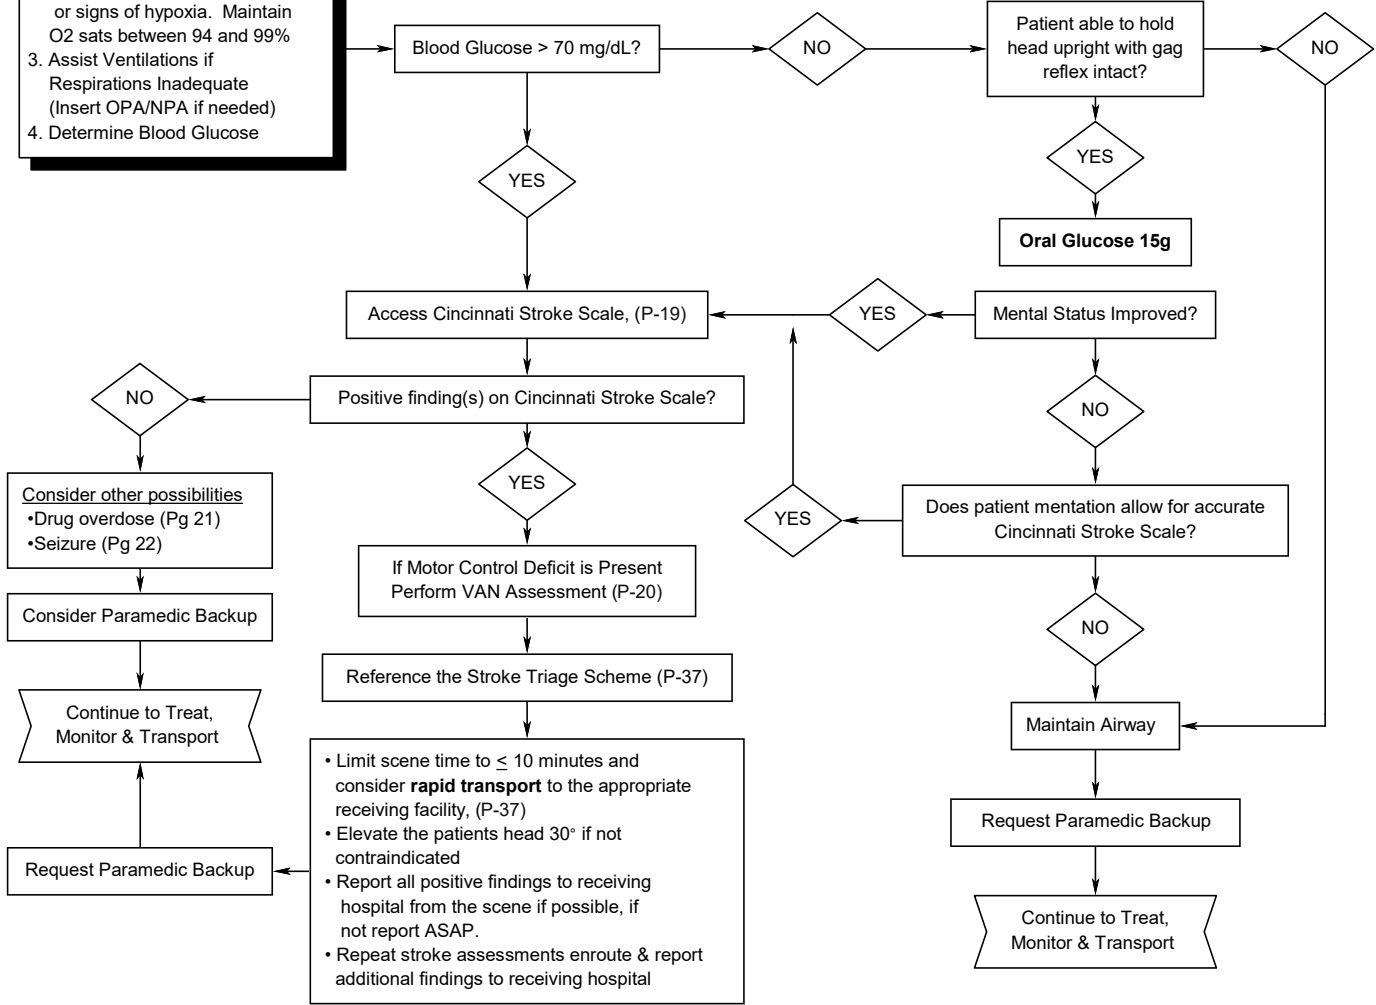 or signs of hypoxia. Maintain
O2 sats between 94 and 99%
3. Assist Ventilations if
Respirations Inadequate
(Insert OPA/NPA if needed)
4. Determine Blood Glucose
Blood Glucose > 70 mg/dL?
NO
Patient able to hold
head upright with gag
reflex intact?
NO
YES
YES
Oral Glucose 15g
Access Cincinnati Stroke Scale, (P-19)
YES
Mental Status Improved?
NO
Positive finding(s) on Cincinnati Stroke Scale?
NO
YES
Consider other possibilities
•Drug overdose (Pg 21)
•Seizure (Pg 22)
YES
Does patient mentation allow for accurate
Cincinnati Stroke Scale?
If Motor Control Deficit is Present
Perform VAN Assessment (P-20)
Consider Paramedic Backup
NO
Reference the Stroke Triage Scheme (P-37)
Continue to Treat,
Monitor & Transport
Maintain Airway
• Limit scene time to ≤ 10 minutes and
consider rapid transport to the appropriate
receiving facility, (P-37)
• Elevate the patients head 30° if not
contraindicated
• Report all positive findings to receiving
hospital from the scene if possible, if
not report ASAP.
• Repeat stroke assessments enroute & report
additional findings to receiving hospital
Request Paramedic Backup
Request Paramedic Backup
Continue to Treat,
Monitor & Transport